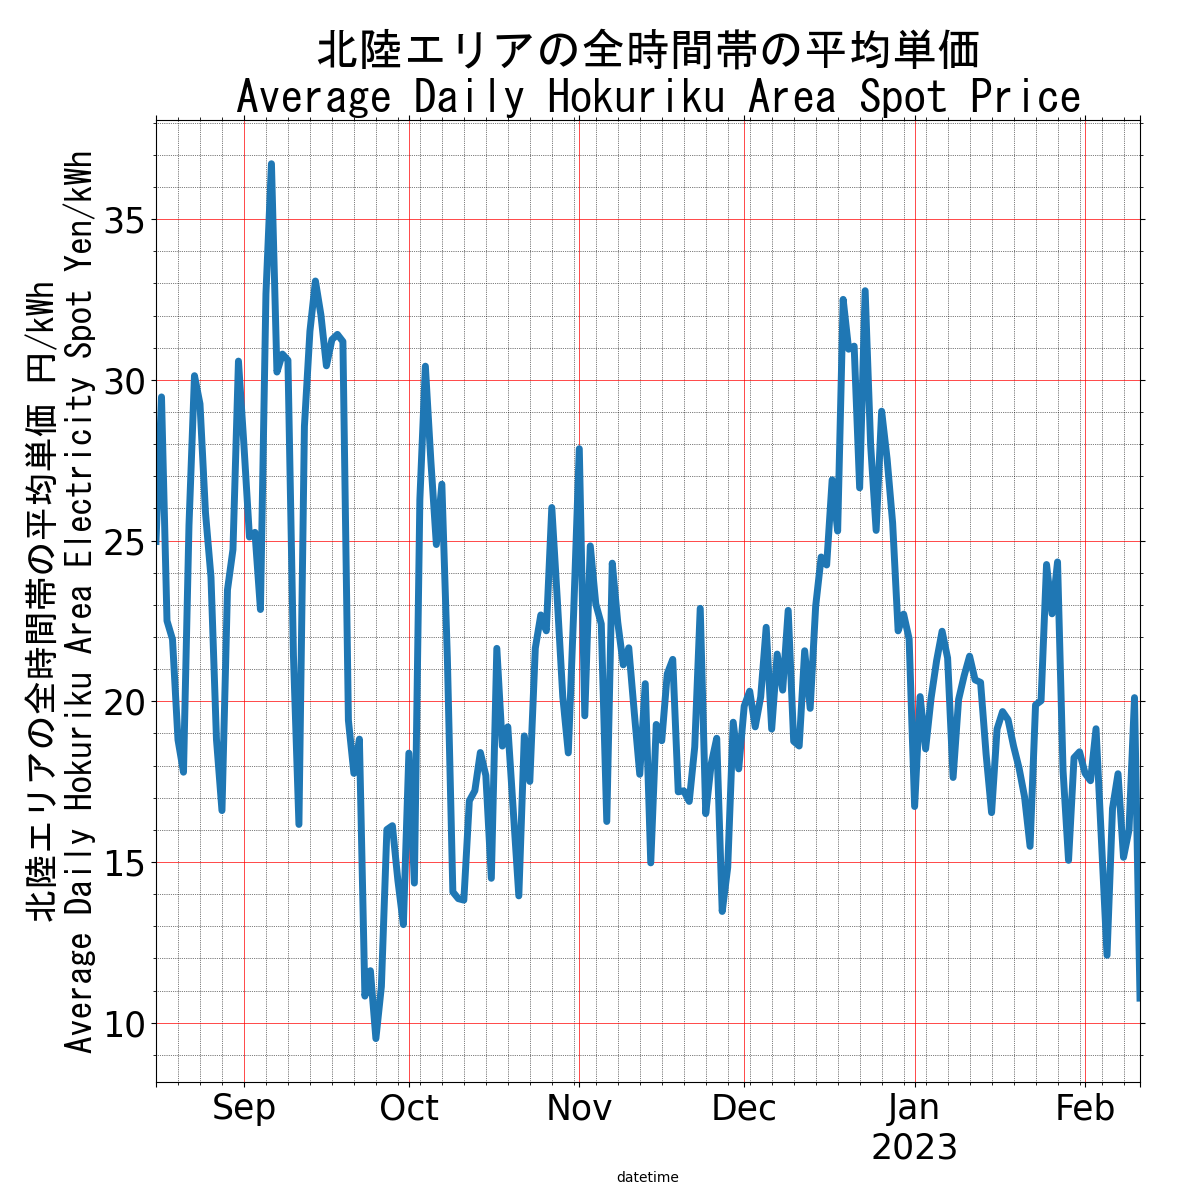 北陸エリアの全時間帯の平均単価
Average Daily Hokuriku Area Spot Price
北陸エリアの全時間帯の平均単価 円/kWh
Average Daily Hokuriku Area Electricity Spot Yen/kWh
35
30
25
20
15
10
Sep Oct Nov Dec Jan Feb
2023
datetime